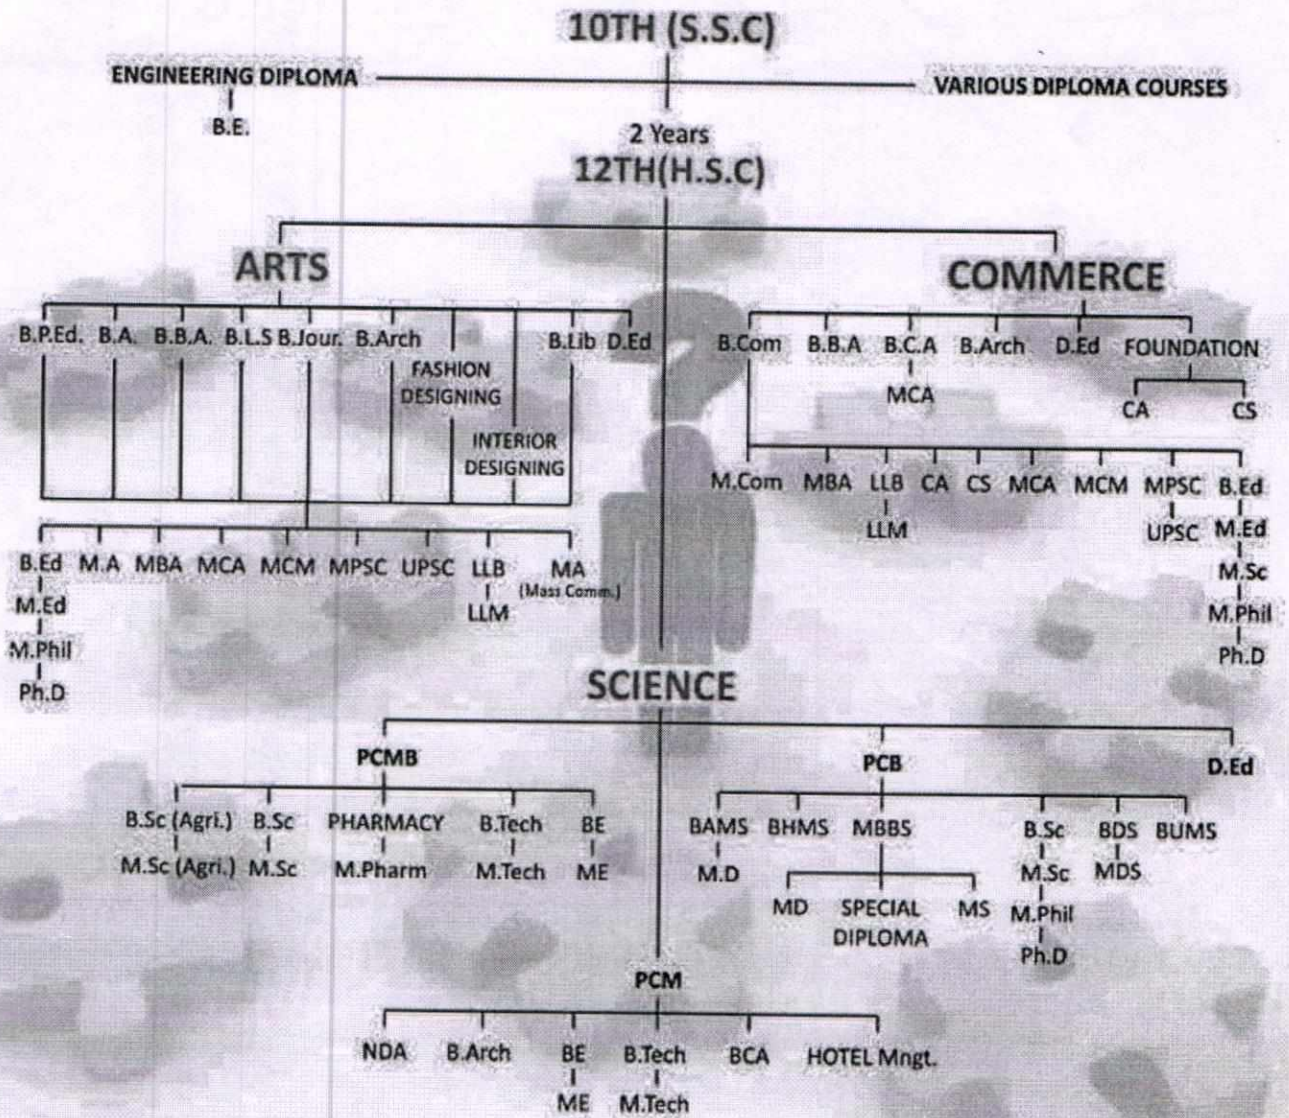 10TH (S.S.C)
ENGINEERING DIPLOMA
VARIOUS DIPLOMA COURSES
B.E.
2 Years
12TH(H.S.C)
ARTS
COMMERCE
B.P.Ed. B.A. B.B.A. B.L.S B.Jour. B.Arch B.Lib D.Ed
FASHION
DESIGNING
INTERIOR
DESIGNING
B.Ed M.A MBA MCA MCM MPSC UPSC LLB MA
(Mass Comm.)
M.Ed LLM
M.Phil
Ph.D
B.Com B.B.A B.C.A B.Arch D.Ed FOUNDATION
MCA CA CS
M.Com MBA LLB CA CS MCA MCM MPSC B.Ed
LLM UPSC M.Ed
M.Sc
M.Phil
Ph.D
SCIENCE
PCMB PCB D.Ed
B.Sc (Agri.) B.Sc PHARMACY B.Tech BE
M.Sc (Agri.) M.Sc M.Pharm M.Tech ME
BAMS BHMS MBBS B.Sc BDS BUMS
M.D M.Sc MDS
MD SPECIAL MS M.Phil
DIPLOMA
Ph.D
PCM
NDA B.Arch BE B.Tech BCA HOTEL Mngt.
ME M.Tech